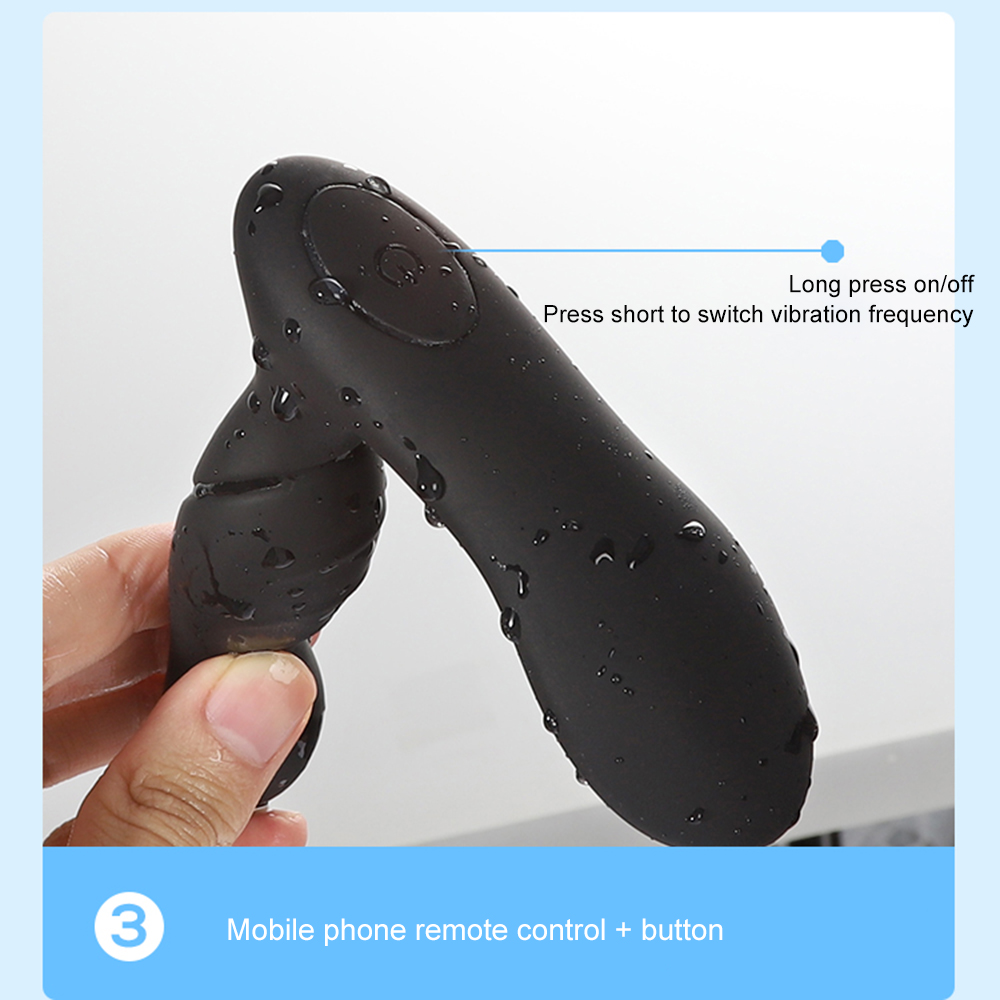 Long press on/off
Press short to switch vibration frequency
3
Mobile phone remote control + button